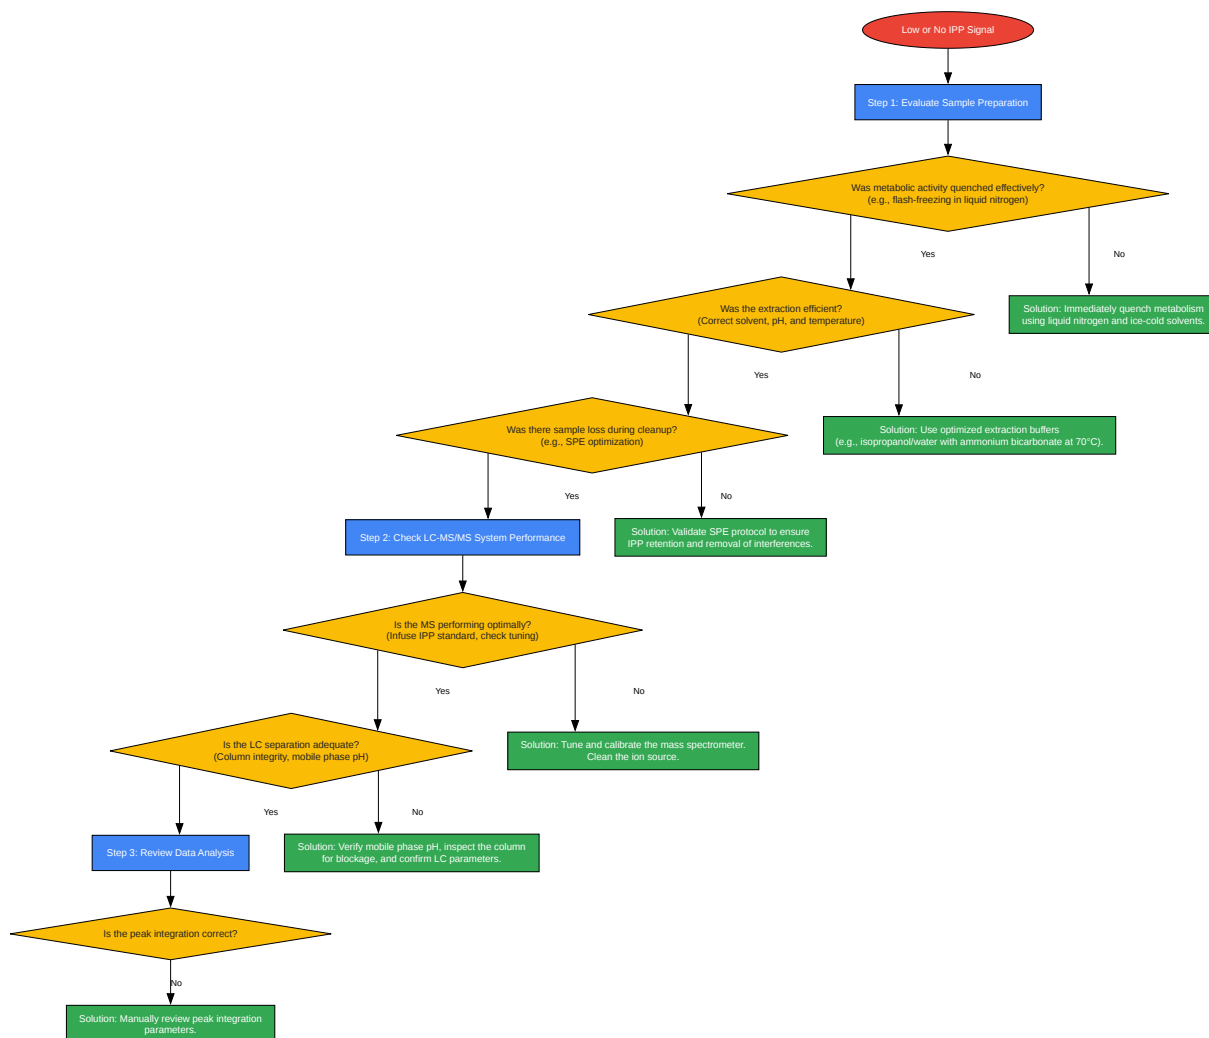 Low or No IPP Signal
Step 1: Evaluate Sample Preparation
Was metabolic activity quenched effectively?
(e.g., flash-freezing in liquid nitrogen)
Yes
No
Was the extraction efficient?
(Correct solvent, pH, and temperature)
Solution: Immediately quench metabolism
using liquid nitrogen and ice-cold solvents.
Yes
No
Was there sample loss during cleanup?
(e.g., SPE optimization)
Solution: Use optimized extraction buffers
(e.g., isopropanol/water with ammonium bicarbonate at 70°C).
Yes
No
Step 2: Check LC-MS/MS System Performance
Solution: Validate SPE protocol to ensure
IPP retention and removal of interferences.
Is the MS performing optimally?
(Infuse IPP standard, check tuning)
Yes
No
Is the LC separation adequate?
(Column integrity, mobile phase pH)
Solution: Tune and calibrate the mass spectrometer.
Clean the ion source.
Yes
No
Step 3: Review Data Analysis
Solution: Verify mobile phase pH, inspect the column
for blockage, and confirm LC parameters.
Is the peak integration correct?
No
Solution: Manually review peak integration
parameters.